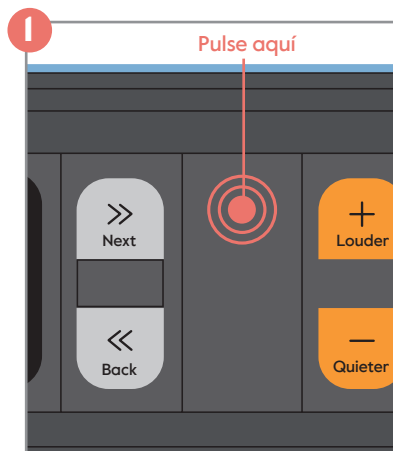 1
Pulse aquí
Next
Back
+
Louder
−
Quieter